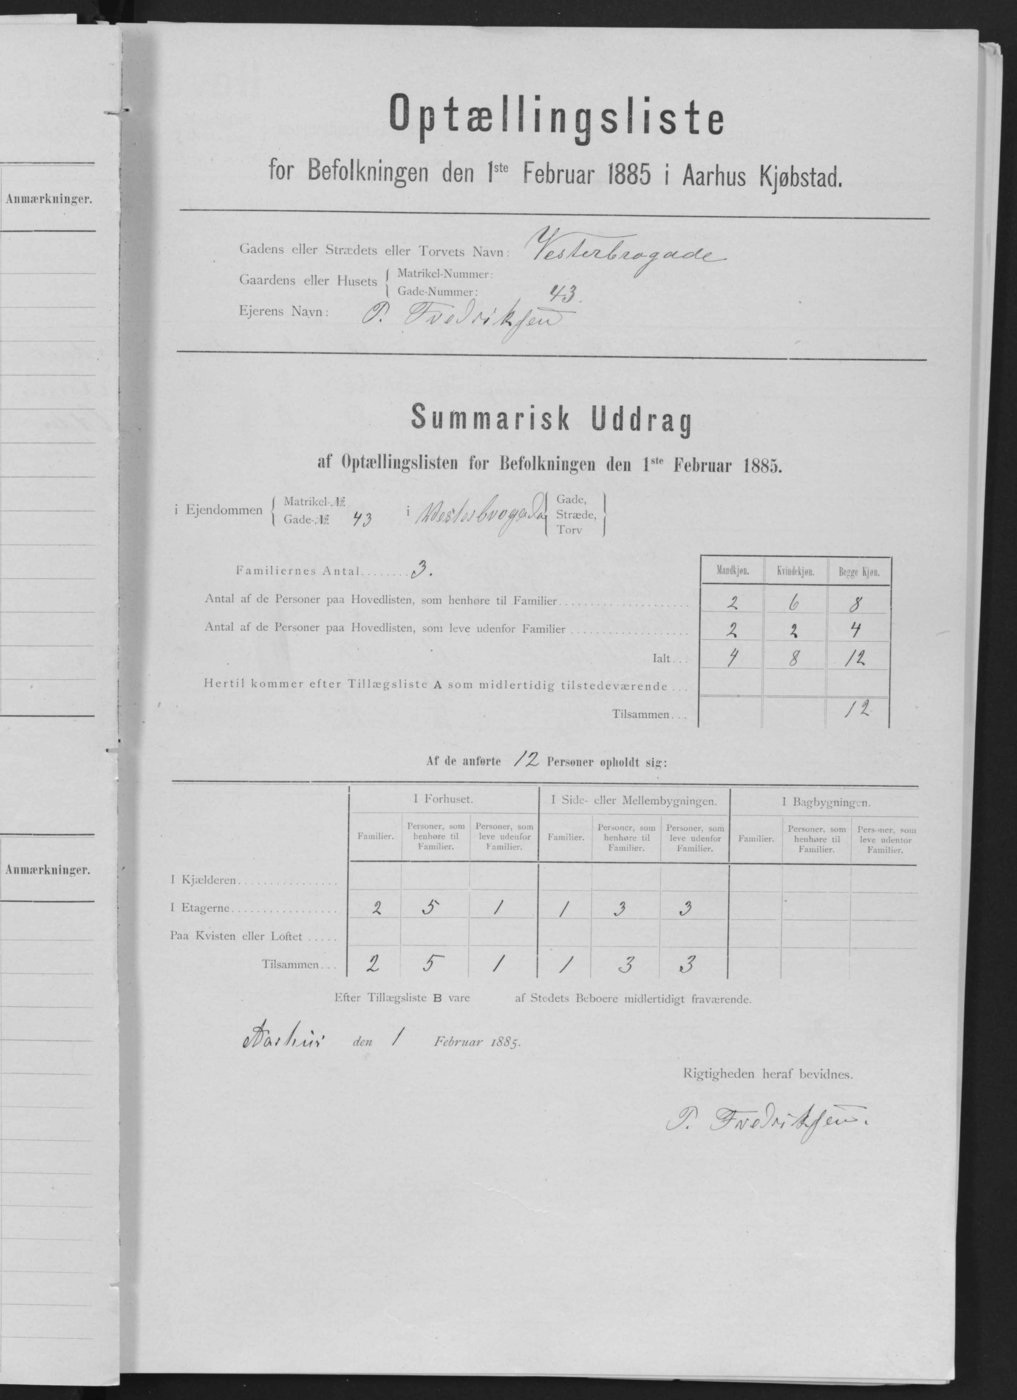 Anmærkninger.
Anmærkninger.
Optællingsliste
for Befolkningen den 1ste Februar 1885 i Aarhus Kjøbstad.
Gadens eller Strædets eller Torvets Navn: Vesterbrogade
Gaardens eller Husets { Matrikel-Nummer:
Gade-Nummer: 43.
Ejerens Navn: P. Fredriksen
Summarisk Uddrag
af Optællingslisten for Befolkningen den 1ste Februar 1885.
i Ejendommen { Matrikel-№
Gade-№ 43 i Vesterbrogade { Gade, Stræde, Torv }
Familiernes Antal........ 3.
Mandkjøn. Kvindekjøn. Begge Kjøn.
Antal af de Personer paa Hovedlisten, som henhøre til Familier 2 6 8
Antal af de Personer paa Hovedlisten, som leve udenfor Familier 2 2 4
Ialt... 4 8 12
Hertil kommer efter Tillægsliste A som midlertidig tilstedeværende...
Tilsammen... 12
Af de anførte 12 Personer opholdt sig:
I Forhuset. I Side- eller Mellembygningen. I Bagbygningen.
Familier. Personer, som henhøre til Familier. Personer, som leve udenfor Familier. Familier. Personer, som henhøre til Familier. Personer, som leve udenfor Familier. Familier. Personer, som henhøre til Familier. Personer, som leve udenfor Familier.
I Kjælderen
I Etagerne 2 5 1 1 3 3
Paa Kvisten eller Loftet
Tilsammen... 2 5 1 1 3 3
Efter Tillægsliste B vare af Stedets Beboere midlertidigt fraværende.
Aarhus den 1 Februar 1885.
Rigtigheden heraf bevidnes.
P. Fredriksen.